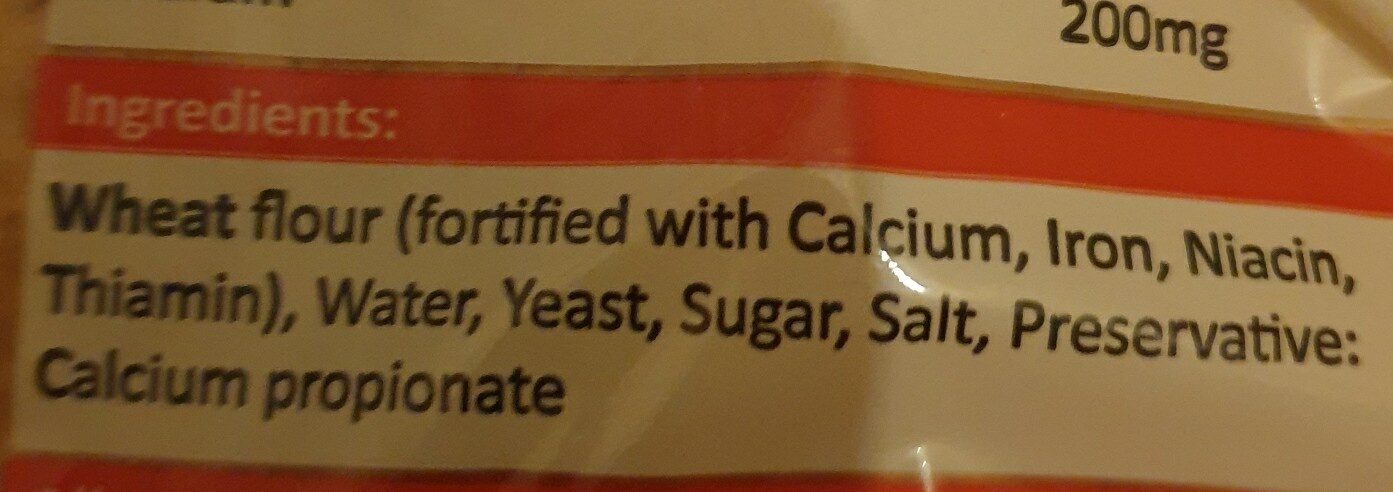 200mg
Ingredients:
Wheat flour (fortified with Calcium, Iron, Niacin,
Thiamin), Water, Yeast, Sugar, Salt, Preservative:
Calcium propionate